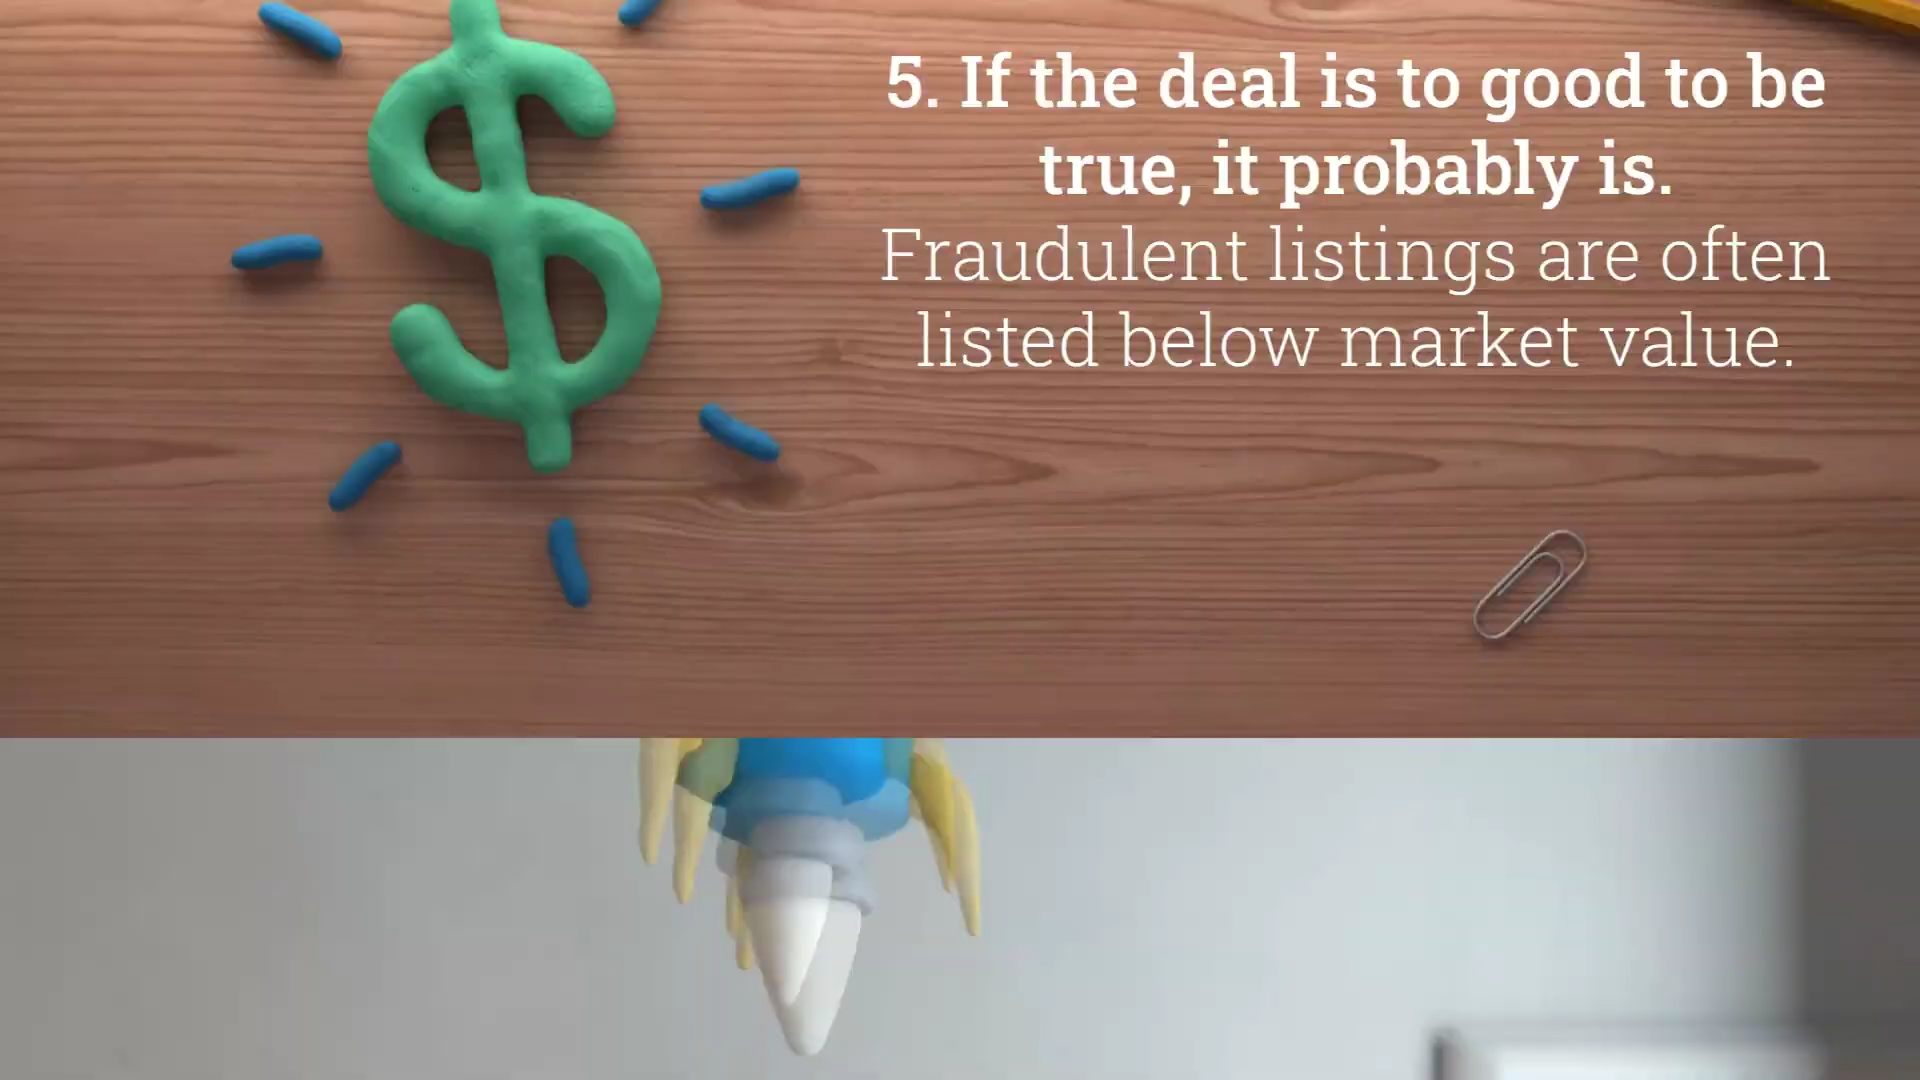 5. If the deal is to good to be
true, it probably is.
Fraudulent listings are often
listed below market value.